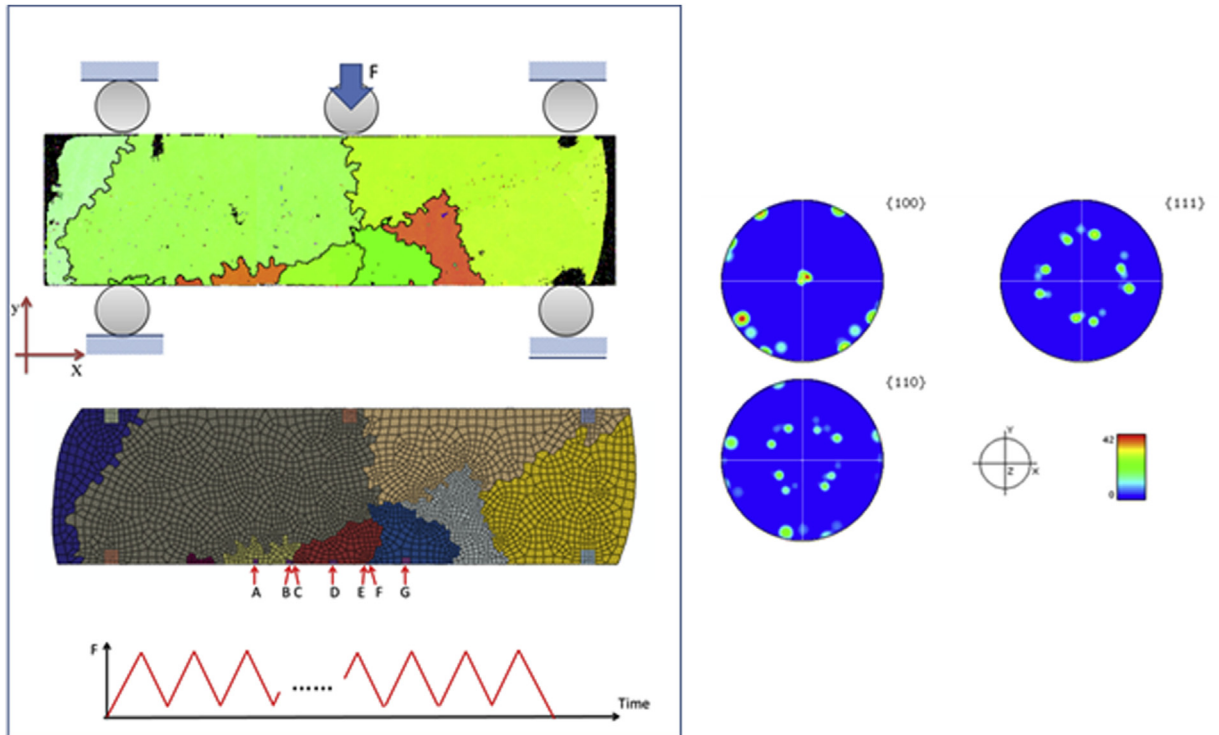 F
y
X
A B C D E F G
F
......
Time
{100}
{111}
{110}
Y
Z X
42
0